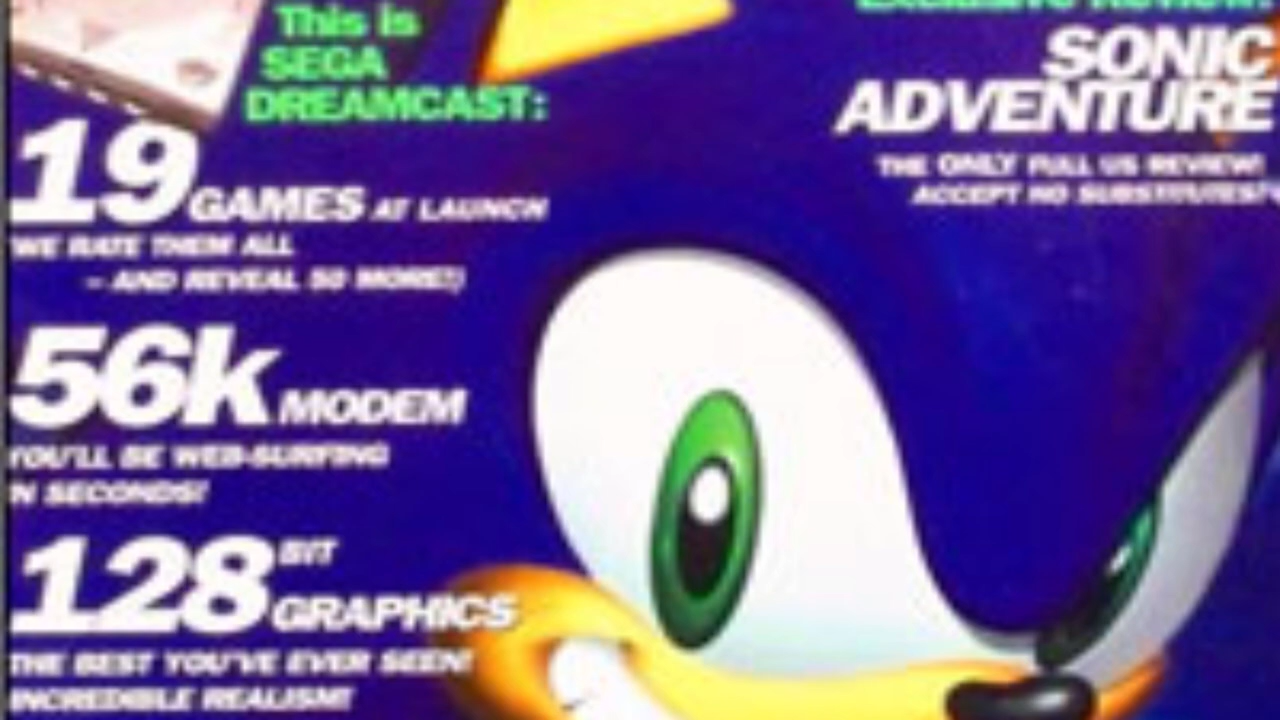 This is
SEGA
DREAMCAST:
19 GAMES AT LAUNCH
WE RATE THEM ALL
– AND REVEAL 50 MORE!)
56k MODEM
YOU'LL BE WEB-SURFING
IN SECONDS!
128 BIT
GRAPHICS
THE BEST YOU'VE EVER SEEN!
INCREDIBLE REALISM!
Exclusive Review!
SONIC
ADVENTURE
THE ONLY FULL US REVIEW!
ACCEPT NO SUBSTITUTES!